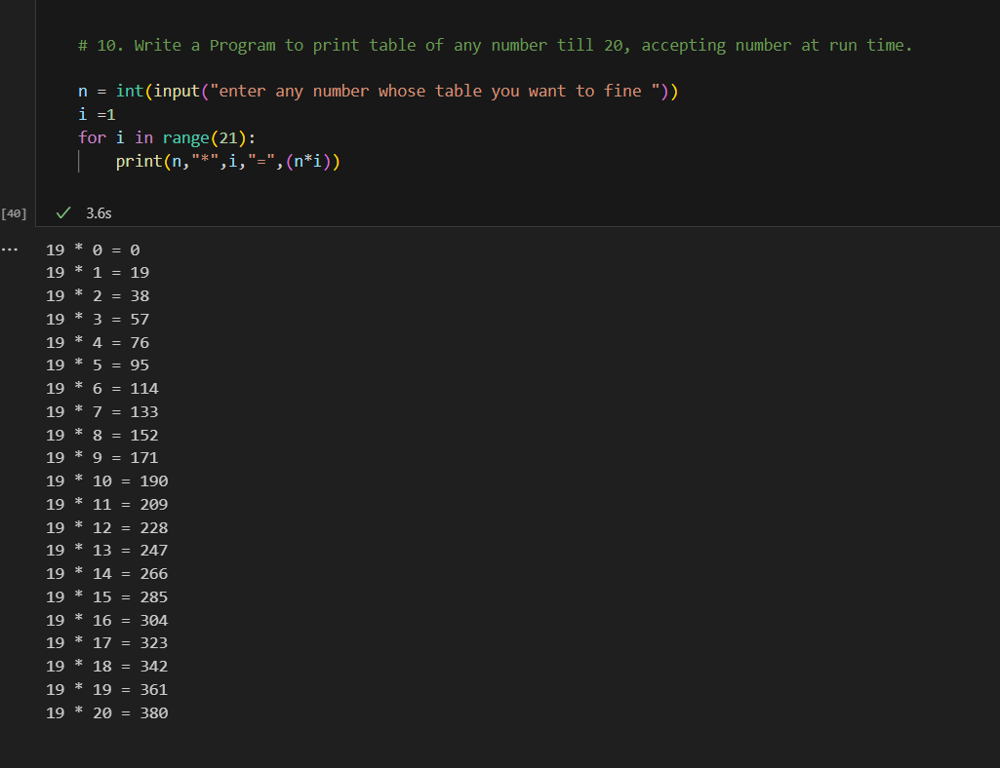 # 10. Write a Program to print table of any number till 20, accepting number at run time.
n = int(input("enter any number whose table you want to fine "))
i =1
for i in range(21):
    print(n,"*",i,"=",(n*i))
[40]
✓ 3.6s
...
19 * 0 = 0
19 * 1 = 19
19 * 2 = 38
19 * 3 = 57
19 * 4 = 76
19 * 5 = 95
19 * 6 = 114
19 * 7 = 133
19 * 8 = 152
19 * 9 = 171
19 * 10 = 190
19 * 11 = 209
19 * 12 = 228
19 * 13 = 247
19 * 14 = 266
19 * 15 = 285
19 * 16 = 304
19 * 17 = 323
19 * 18 = 342
19 * 19 = 361
19 * 20 = 380